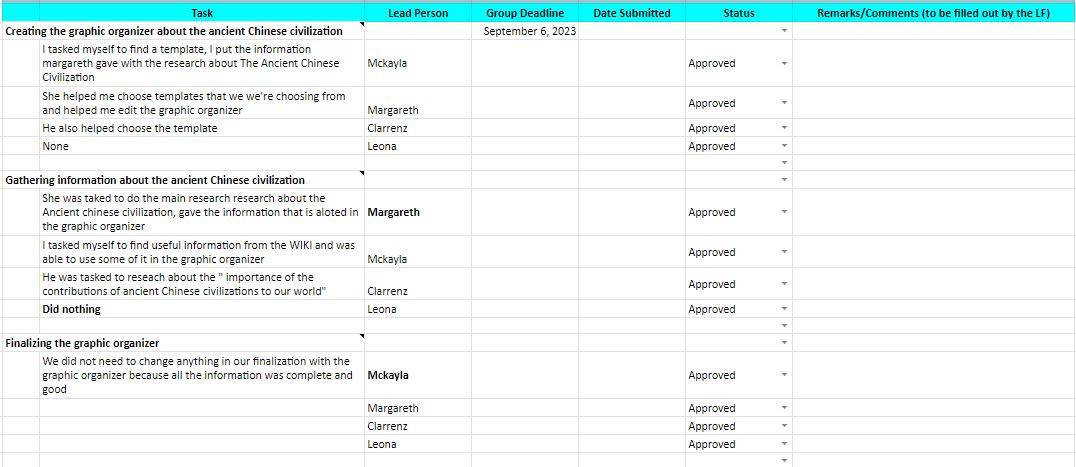 Task Lead Person Group Deadline Date Submitted Status Remarks/Comments (to be filled out by the LF)
Creating the graphic organizer about the ancient Chinese civilization September 6, 2023
I tasked myself to find a template, I put the information
margareth gave with the research about The Ancient Chinese
Civilization
Mckayla Approved
She helped me choose templates that we we're choosing from
and helped me edit the graphic organizer
Margareth Approved
He also helped choose the template Clarrenz Approved
None Leona Approved
Gathering information about the ancient Chinese civilization
She was taked to do the main research research about the
Ancient chinese civilization, gave the information that is aloted in
the graphic organizer
Margareth Approved
I tasked myself to find useful information from the WIKI and was
able to use some of it in the graphic organizer
Mckayla Approved
He was tasked to reseach about the " importance of the
contributions of ancient Chinese civilizations to our world"
Clarrenz Approved
Did nothing Leona Approved
Finalizing the graphic organizer
We did not need to change anything in our finalization with the
graphic organizer because all the information was complete and
good
Mckayla Approved
Margareth Approved
Clarrenz Approved
Leona Approved